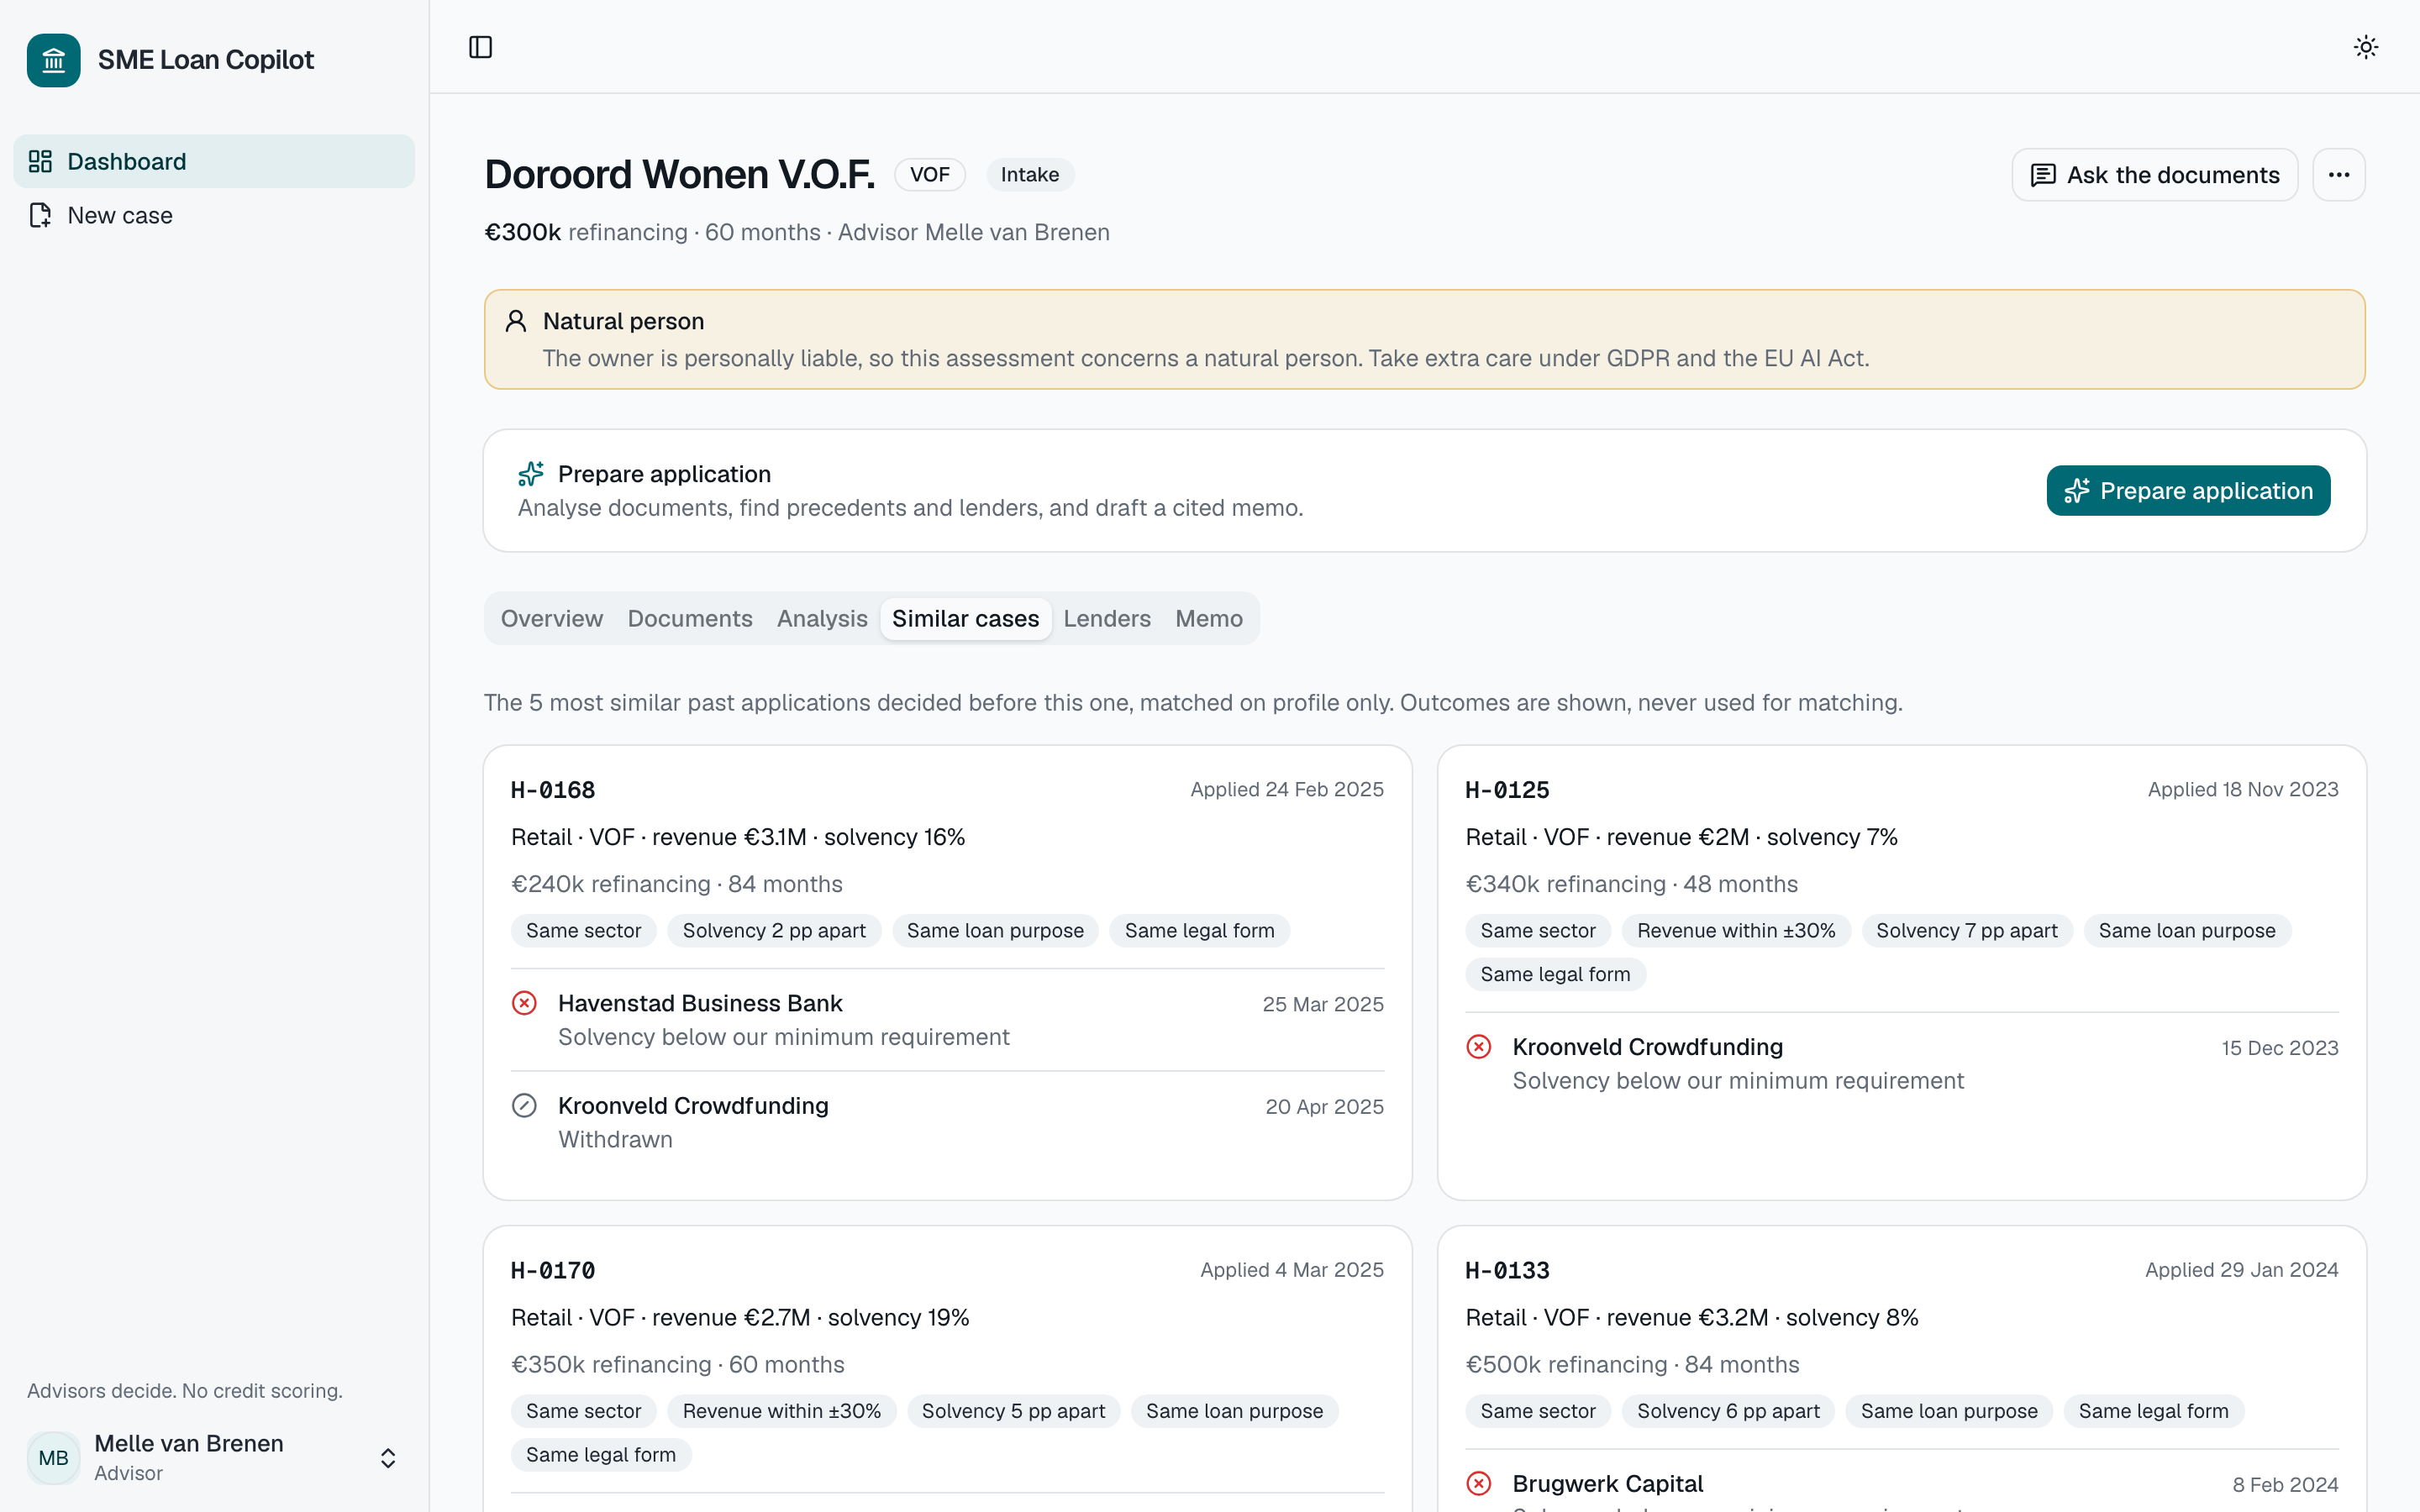 SME Loan Copilot
Dashboard
New case
Advisors decide. No credit scoring.
MB
Melle van Brenen
Advisor
Doroord Wonen V.O.F.
VOF
Intake
Ask the documents
€300k refinancing · 60 months · Advisor Melle van Brenen
Natural person
The owner is personally liable, so this assessment concerns a natural person. Take extra care under GDPR and the EU AI Act.
Prepare application
Analyse documents, find precedents and lenders, and draft a cited memo.
Prepare application
Overview Documents Analysis Similar cases Lenders Memo
The 5 most similar past applications decided before this one, matched on profile only. Outcomes are shown, never used for matching.
H-0168
Applied 24 Feb 2025
Retail · VOF · revenue €3.1M · solvency 16%
€240k refinancing · 84 months
Same sector Solvency 2 pp apart Same loan purpose Same legal form
Havenstad Business Bank
25 Mar 2025
Solvency below our minimum requirement
Kroonveld Crowdfunding
20 Apr 2025
Withdrawn
H-0125
Applied 18 Nov 2023
Retail · VOF · revenue €2M · solvency 7%
€340k refinancing · 48 months
Same sector Revenue within ±30% Solvency 7 pp apart Same loan purpose
Same legal form
Kroonveld Crowdfunding
15 Dec 2023
Solvency below our minimum requirement
H-0170
Applied 4 Mar 2025
Retail · VOF · revenue €2.7M · solvency 19%
€350k refinancing · 60 months
Same sector Revenue within ±30% Solvency 5 pp apart Same loan purpose
Same legal form
H-0133
Applied 29 Jan 2024
Retail · VOF · revenue €3.2M · solvency 8%
€500k refinancing · 84 months
Same sector Solvency 6 pp apart Same loan purpose Same legal form
Brugwerk Capital
8 Feb 2024